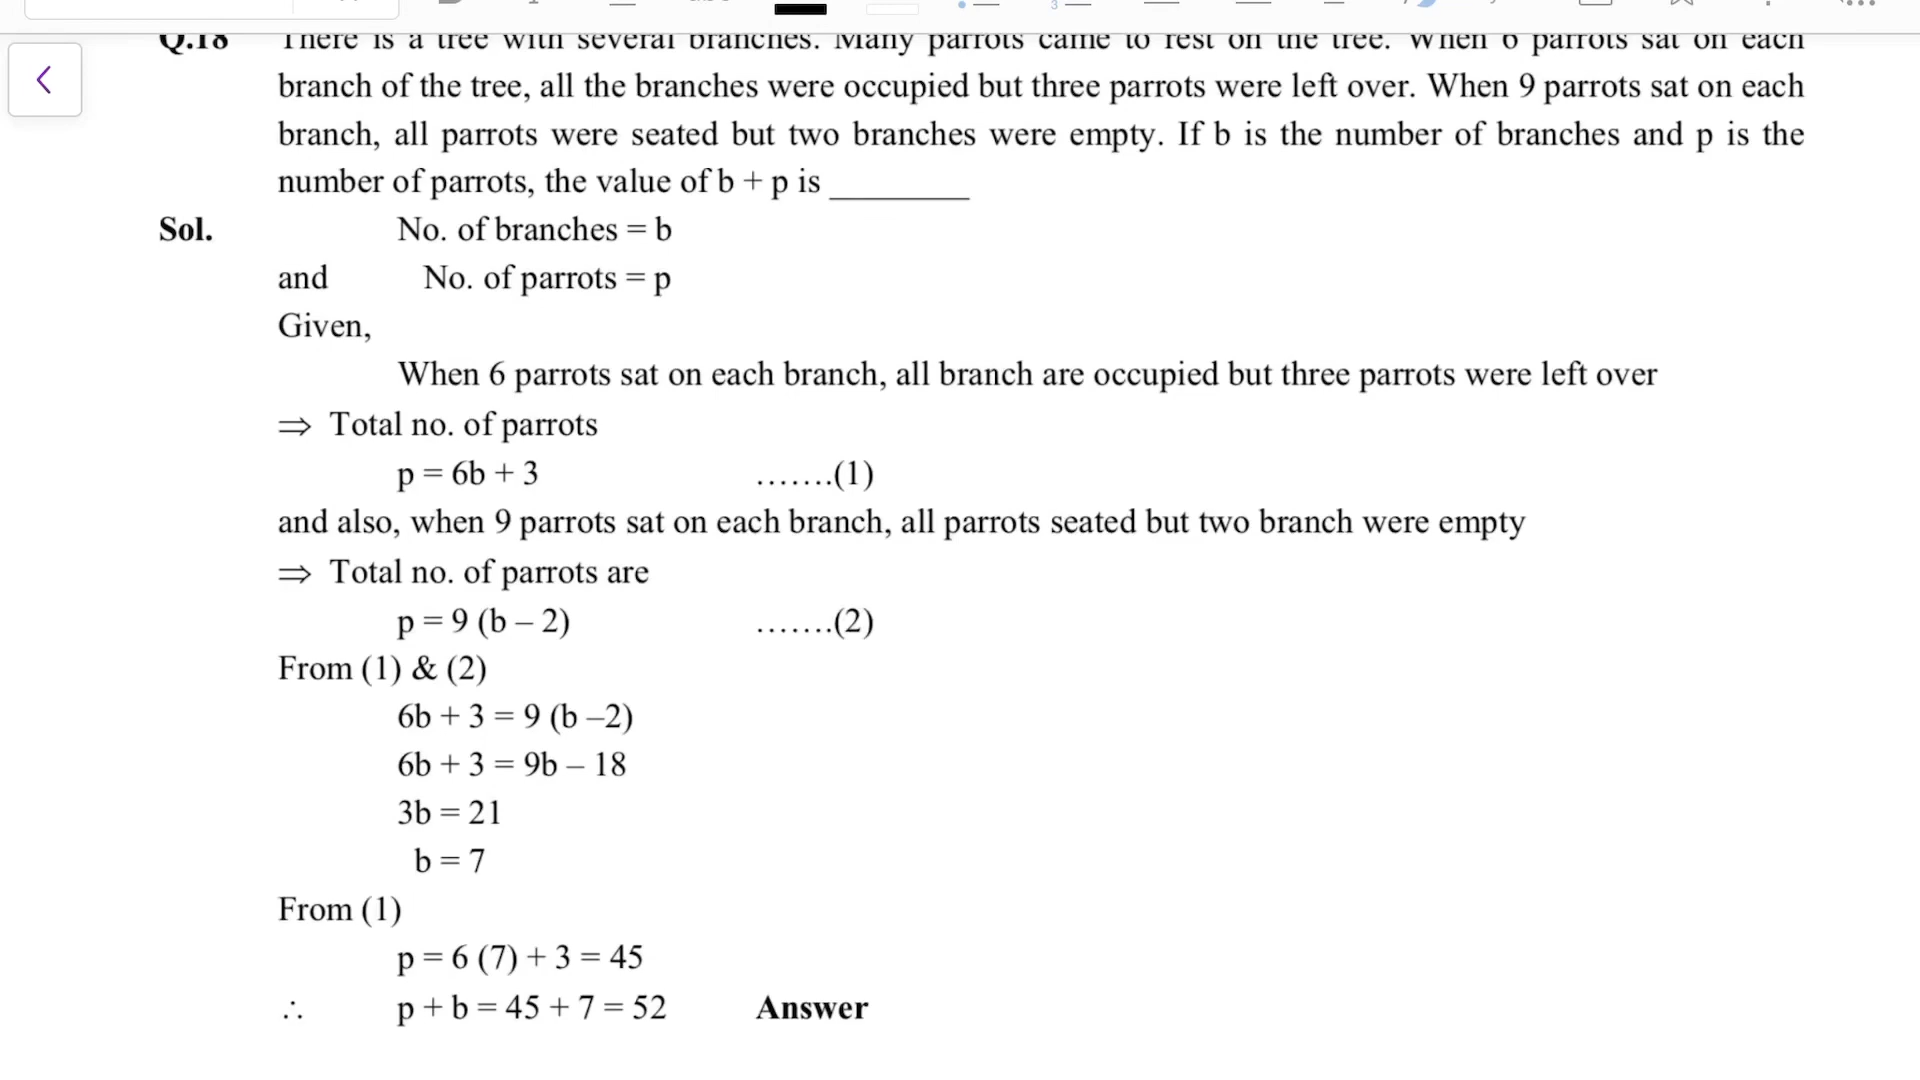 Q.18 There is a tree with several branches. Many parrots came to rest on the tree. When 6 parrots sat on each
branch of the tree, all the branches were occupied but three parrots were left over. When 9 parrots sat on each
branch, all parrots were seated but two branches were empty. If b is the number of branches and p is the
number of parrots, the value of b + p is ________
Sol. No. of branches = b
and No. of parrots = p
Given,
When 6 parrots sat on each branch, all branch are occupied but three parrots were left over
⇒ Total no. of parrots
p = 6b + 3 .......(1)
and also, when 9 parrots sat on each branch, all parrots seated but two branch were empty
⇒ Total no. of parrots are
p = 9 (b – 2) .......(2)
From (1) & (2)
6b + 3 = 9 (b –2)
6b + 3 = 9b – 18
3b = 21
b = 7
From (1)
p = 6 (7) + 3 = 45
∴ p + b = 45 + 7 = 52 Answer